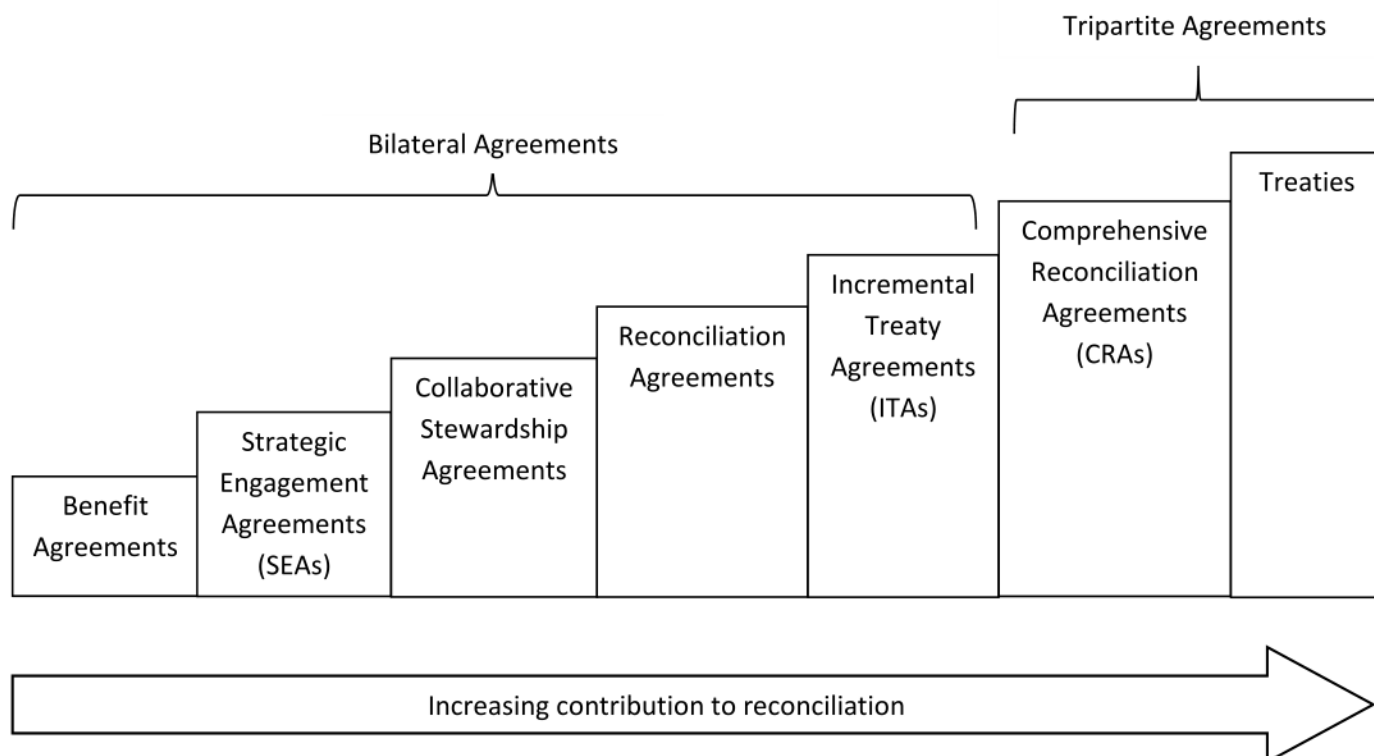 Tripartite Agreements
Bilateral Agreements
Benefit
Agreements
Strategic
Engagement
Agreements
(SEAs)
Collaborative
Stewardship
Agreements
Reconciliation
Agreements
Incremental
Treaty
Agreements
(ITAs)
Comprehensive
Reconciliation
Agreements
(CRAs)
Treaties
Increasing contribution to reconciliation